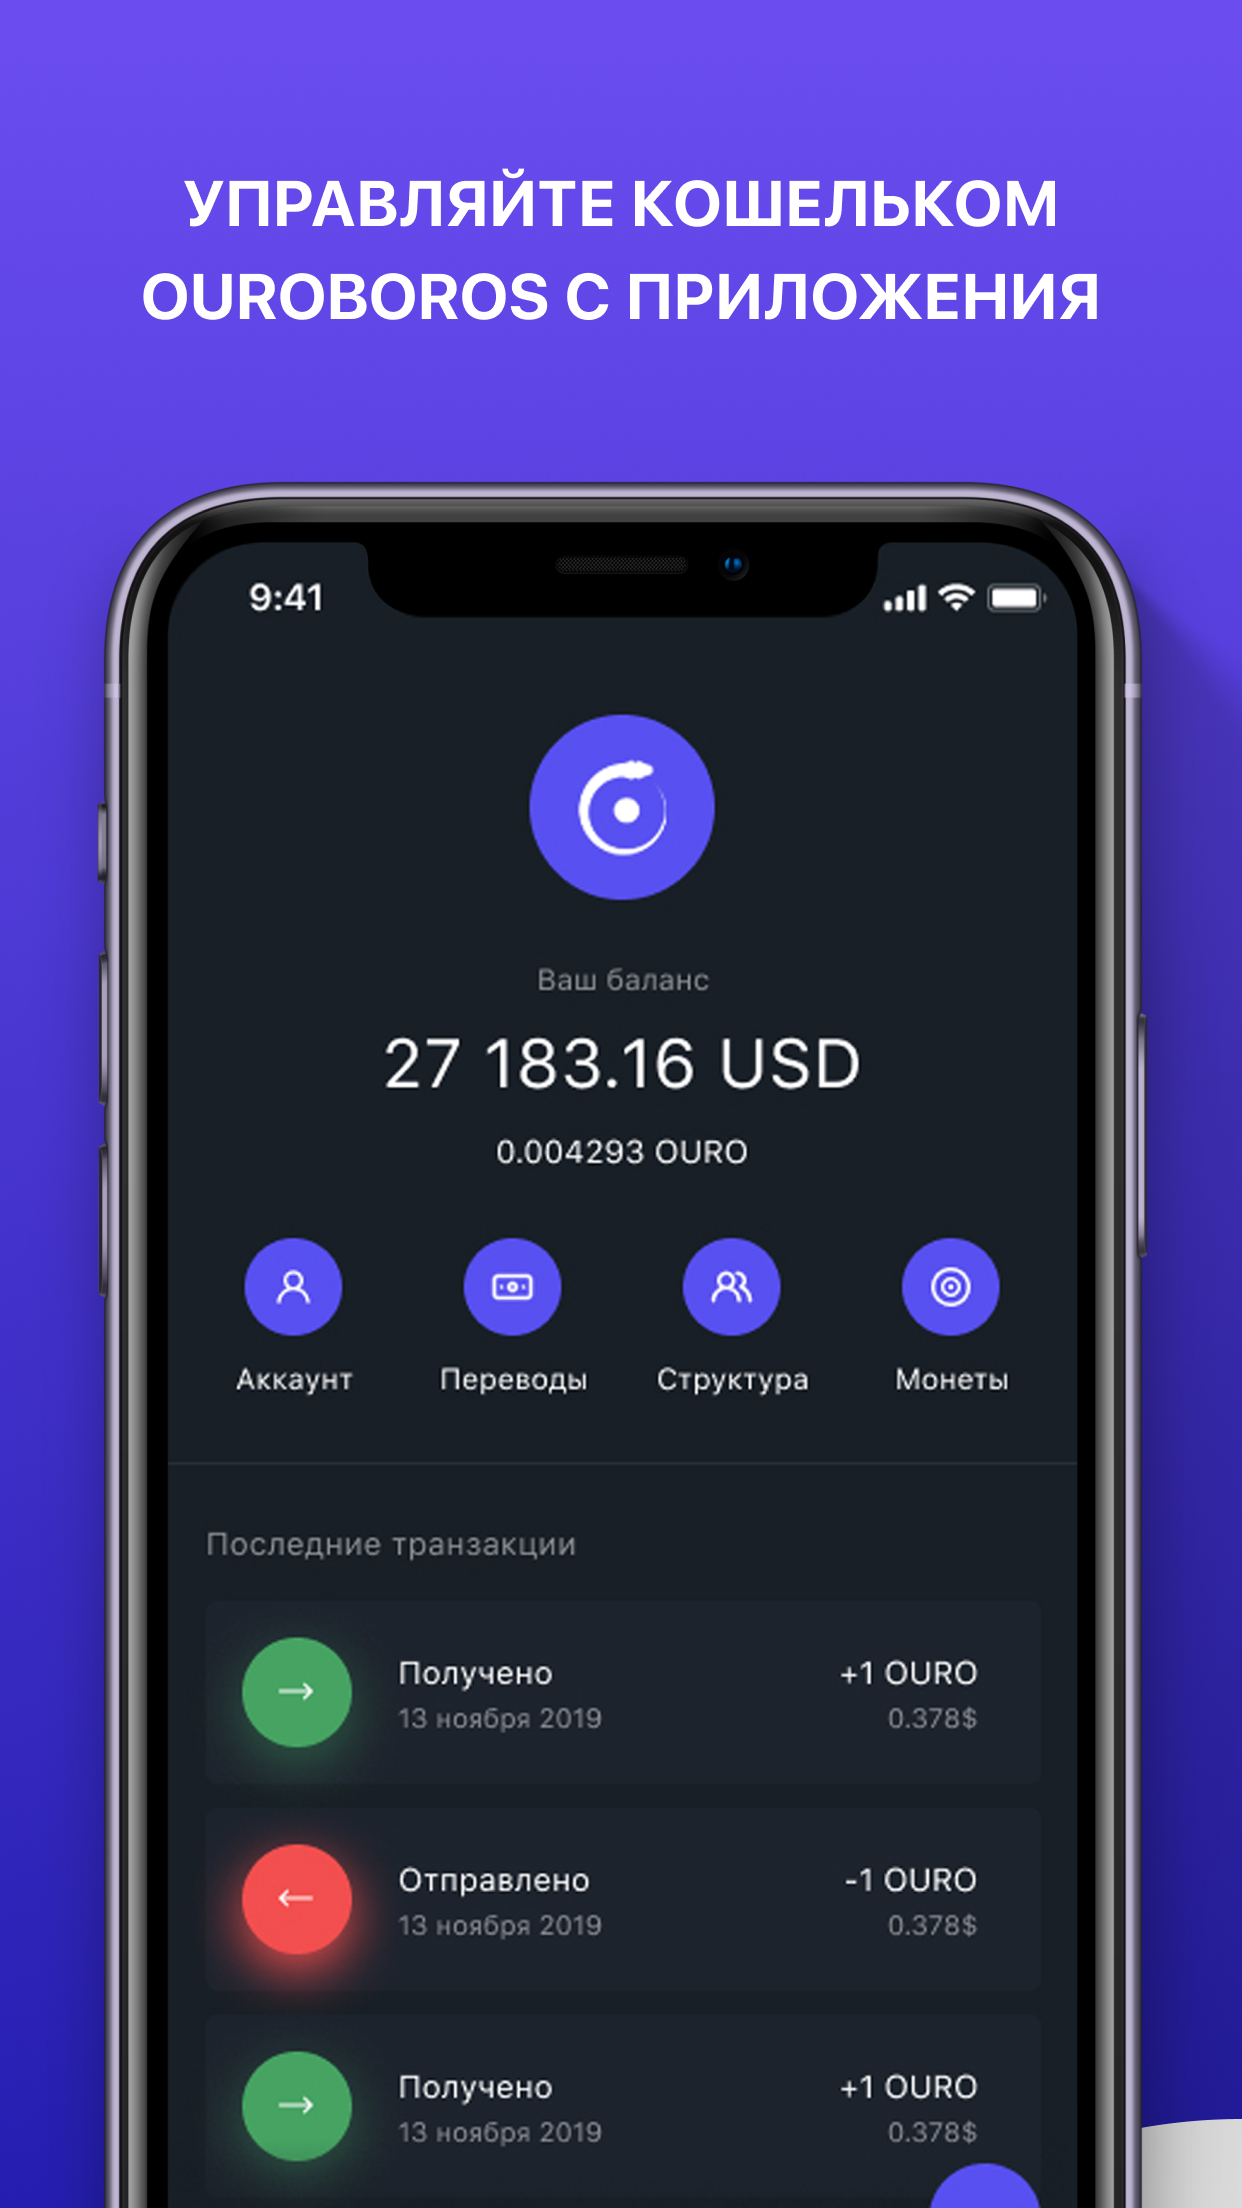 УПРАВЛЯЙТЕ КОШЕЛЬКОМ
OUROBOROS С ПРИЛОЖЕНИЯ
9:41
Ваш баланс
27 183.16 USD
0.004293 OURO
Аккаунт Переводы Структура Монеты
Последние транзакции
Получено +1 OURO
13 ноября 2019 0.378$
Отправлено -1 OURO
13 ноября 2019 0.378$
Получено +1 OURO
13 ноября 2019 0.378$